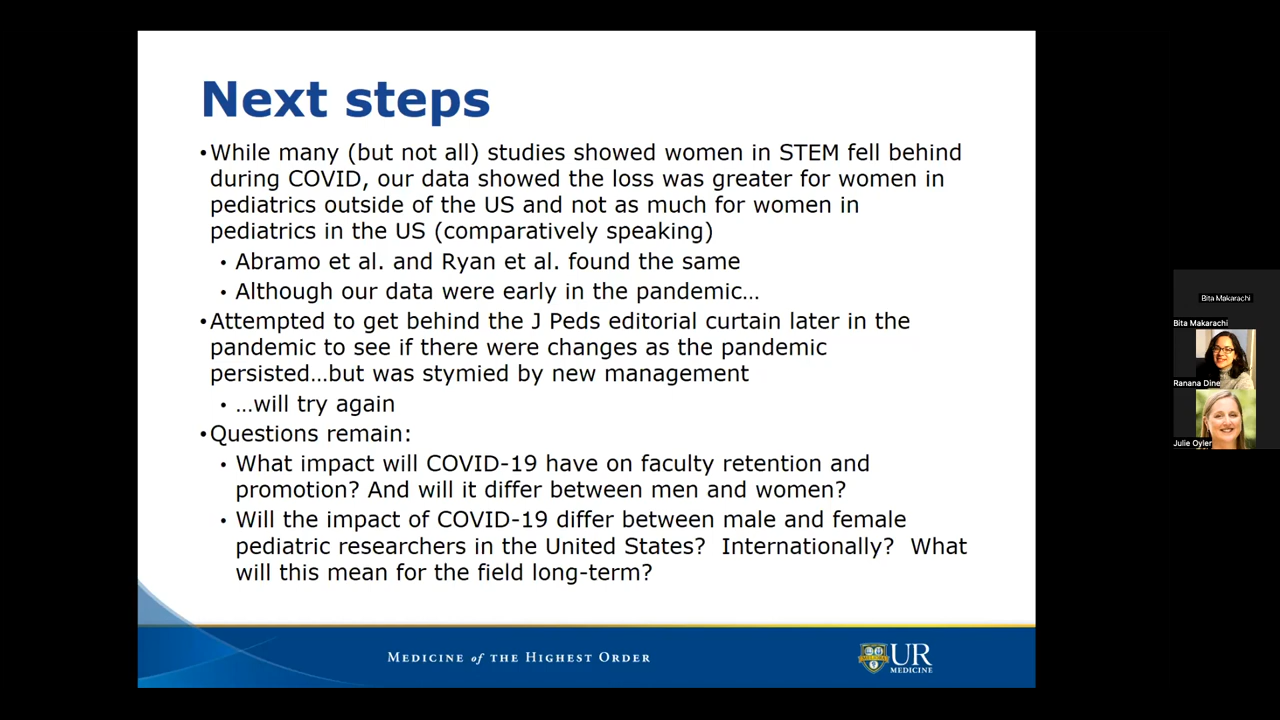 Next steps
•While many (but not all) studies showed women in STEM fell behind
during COVID, our data showed the loss was greater for women in
pediatrics outside of the US and not as much for women in
pediatrics in the US (comparatively speaking)
• Abramo et al. and Ryan et al. found the same
• Although our data were early in the pandemic…
•Attempted to get behind the J Peds editorial curtain later in the
pandemic to see if there were changes as the pandemic
persisted…but was stymied by new management
• …will try again
•Questions remain:
• What impact will COVID-19 have on faculty retention and
promotion? And will it differ between men and women?
• Will the impact of COVID-19 differ between male and female
pediatric researchers in the United States?  Internationally?  What
will this mean for the field long-term?
MEDICINE of THE HIGHEST ORDER
UR
MEDICINE
Bita Makarachi
Bita Makarachi
Ranana Dine
Julie Oyler